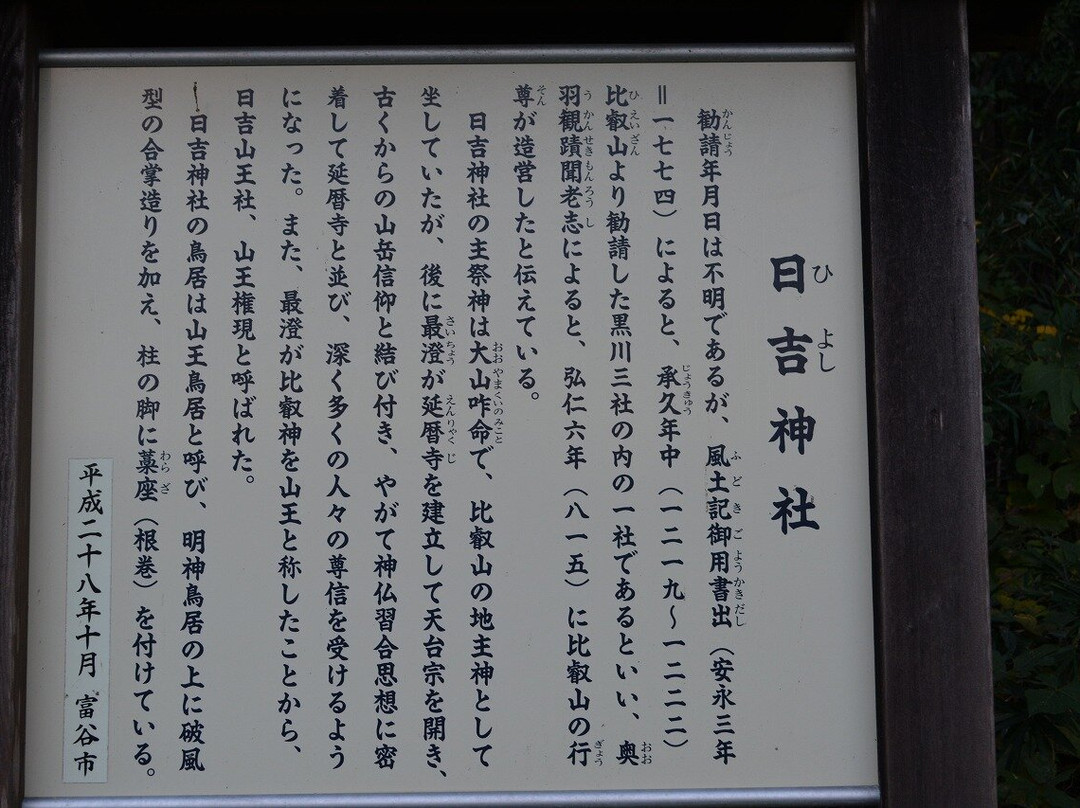 日吉神社
勧請年月日は不明であるが、風土記御用書出（安永三年
＝一七七四）によると、承久年中（一二一九～一二二二）
比叡山より勧請した黒川三社の内の一社であるといい、奥
羽観蹟聞老志によると、弘仁六年（八一五）に比叡山の行
尊が造営したと伝えている。
日吉神社の主祭神は大山咋命で、比叡山の地主神として
坐していたが、後に最澄が延暦寺を建立して天台宗を開き、
古くからの山岳信仰と結び付き、やがて神仏習合思想に密
着して延暦寺と並び、深く多くの人々の尊信を受けるよう
になった。また、最澄が比叡神を山王と称したことから、
日吉山王社、山王権現と呼ばれた。
日吉神社の鳥居は山王鳥居と呼び、明神鳥居の上に破風
型の合掌造りを加え、柱の脚に藁座（根巻）を付けている。
平成二十八年十月 富谷市